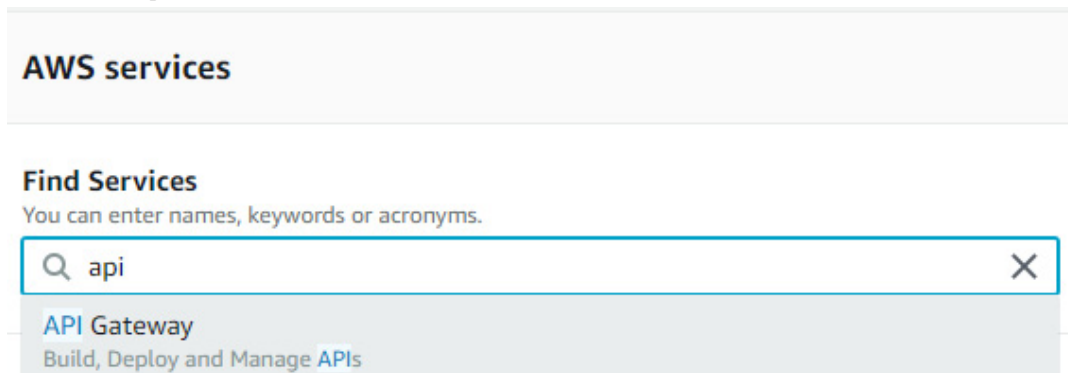 AWS services
Find Services
You can enter names, keywords or acronyms.
api
API Gateway
Build, Deploy and Manage APIs